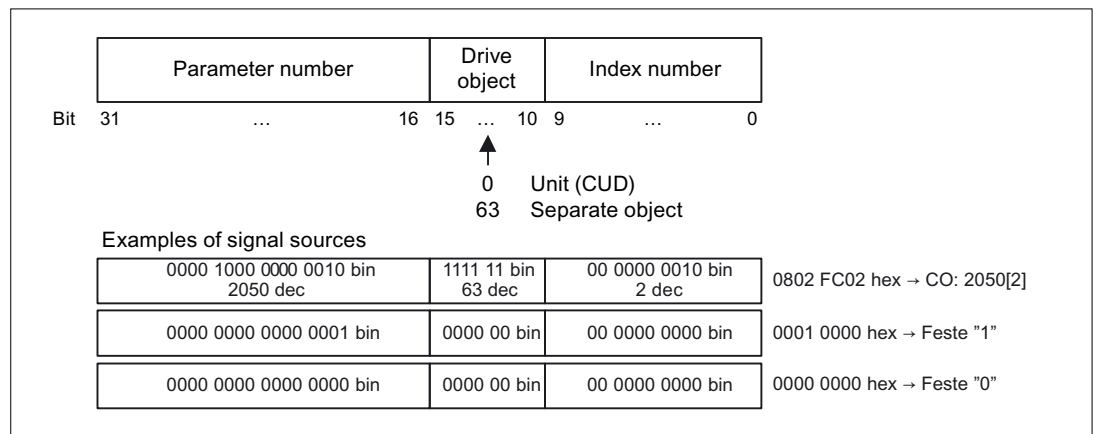 Parameter number Drive object Index number
Bit 31 … 16 15 … 10 9 … 0
0 Unit (CUD)
63 Separate object
Examples of signal sources
0000 1000 0000 0010 bin 1111 11 bin 00 0000 0010 bin
2050 dec 63 dec 2 dec
0802 FC02 hex → CO: 2050[2]
0000 0000 0000 0001 bin 0000 00 bin 00 0000 0000 bin 0001 0000 hex → Feste ”1”
0000 0000 0000 0000 bin 0000 00 bin 00 0000 0000 bin 0000 0000 hex → Feste ”0”